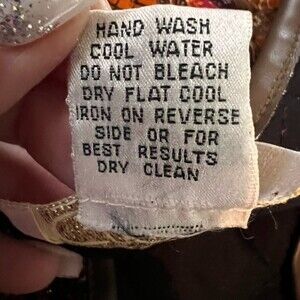 HAND WASH
COOL WATER
DO NOT BLEACH
DRY FLAT COOL
IRON ON REVERSE
SIDE OR FOR
BEST RESULTS
DRY CLEAN